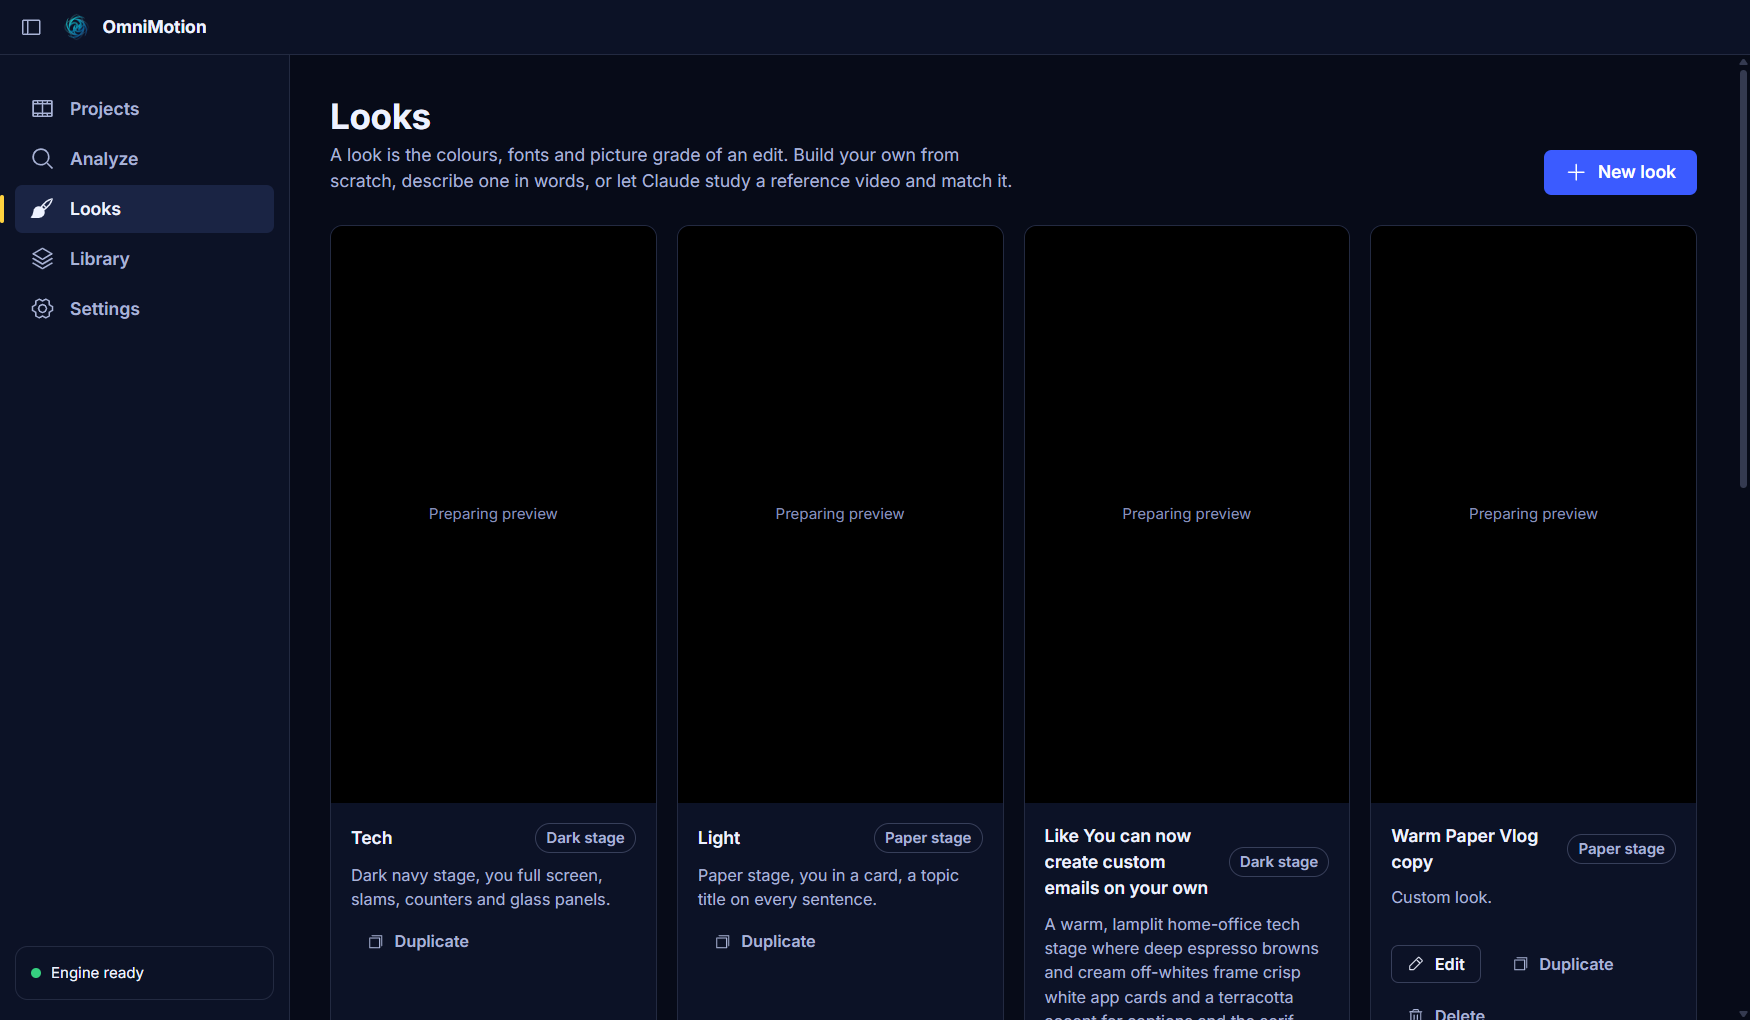 OmniMotion
Projects
Analyze
Looks
Library
Settings
Engine ready
Looks
A look is the colours, fonts and picture grade of an edit. Build your own from
scratch, describe one in words, or let Claude study a reference video and match it.
New look
Preparing preview
Preparing preview
Preparing preview
Preparing preview
Tech
Dark stage
Dark navy stage, you full screen,
slams, counters and glass panels.
Duplicate
Light
Paper stage
Paper stage, you in a card, a topic
title on every sentence.
Duplicate
Like You can now
create custom
emails on your own
Dark stage
A warm, lamplit home-office tech
stage where deep espresso browns
and cream off-whites frame crisp
white app cards and a terracotta
accent for captions and the serif
Warm Paper Vlog
copy
Paper stage
Custom look.
Edit
Duplicate
Delete